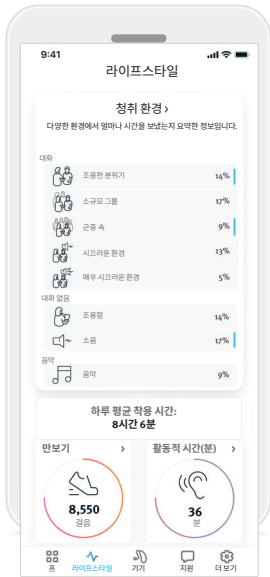 9:41
라이프스타일
청취 환경 ›
다양한 환경에서 얼마나 시간을 보냈는지 요약한 정보입니다.
대화
조용한 분위기 14%
소규모 그룹 17%
군중 속 9%
시끄러운 환경 13%
매우 시끄러운 환경 5%
대화 없음
조용함 14%
소음 17%
음악
음악 9%
하루 평균 착용 시간:
8시간 6분
만보기 › 활동적 시간(분) ›
8,550 36
걸음 분
홈 라이프스타일 기기 지원 더 보기